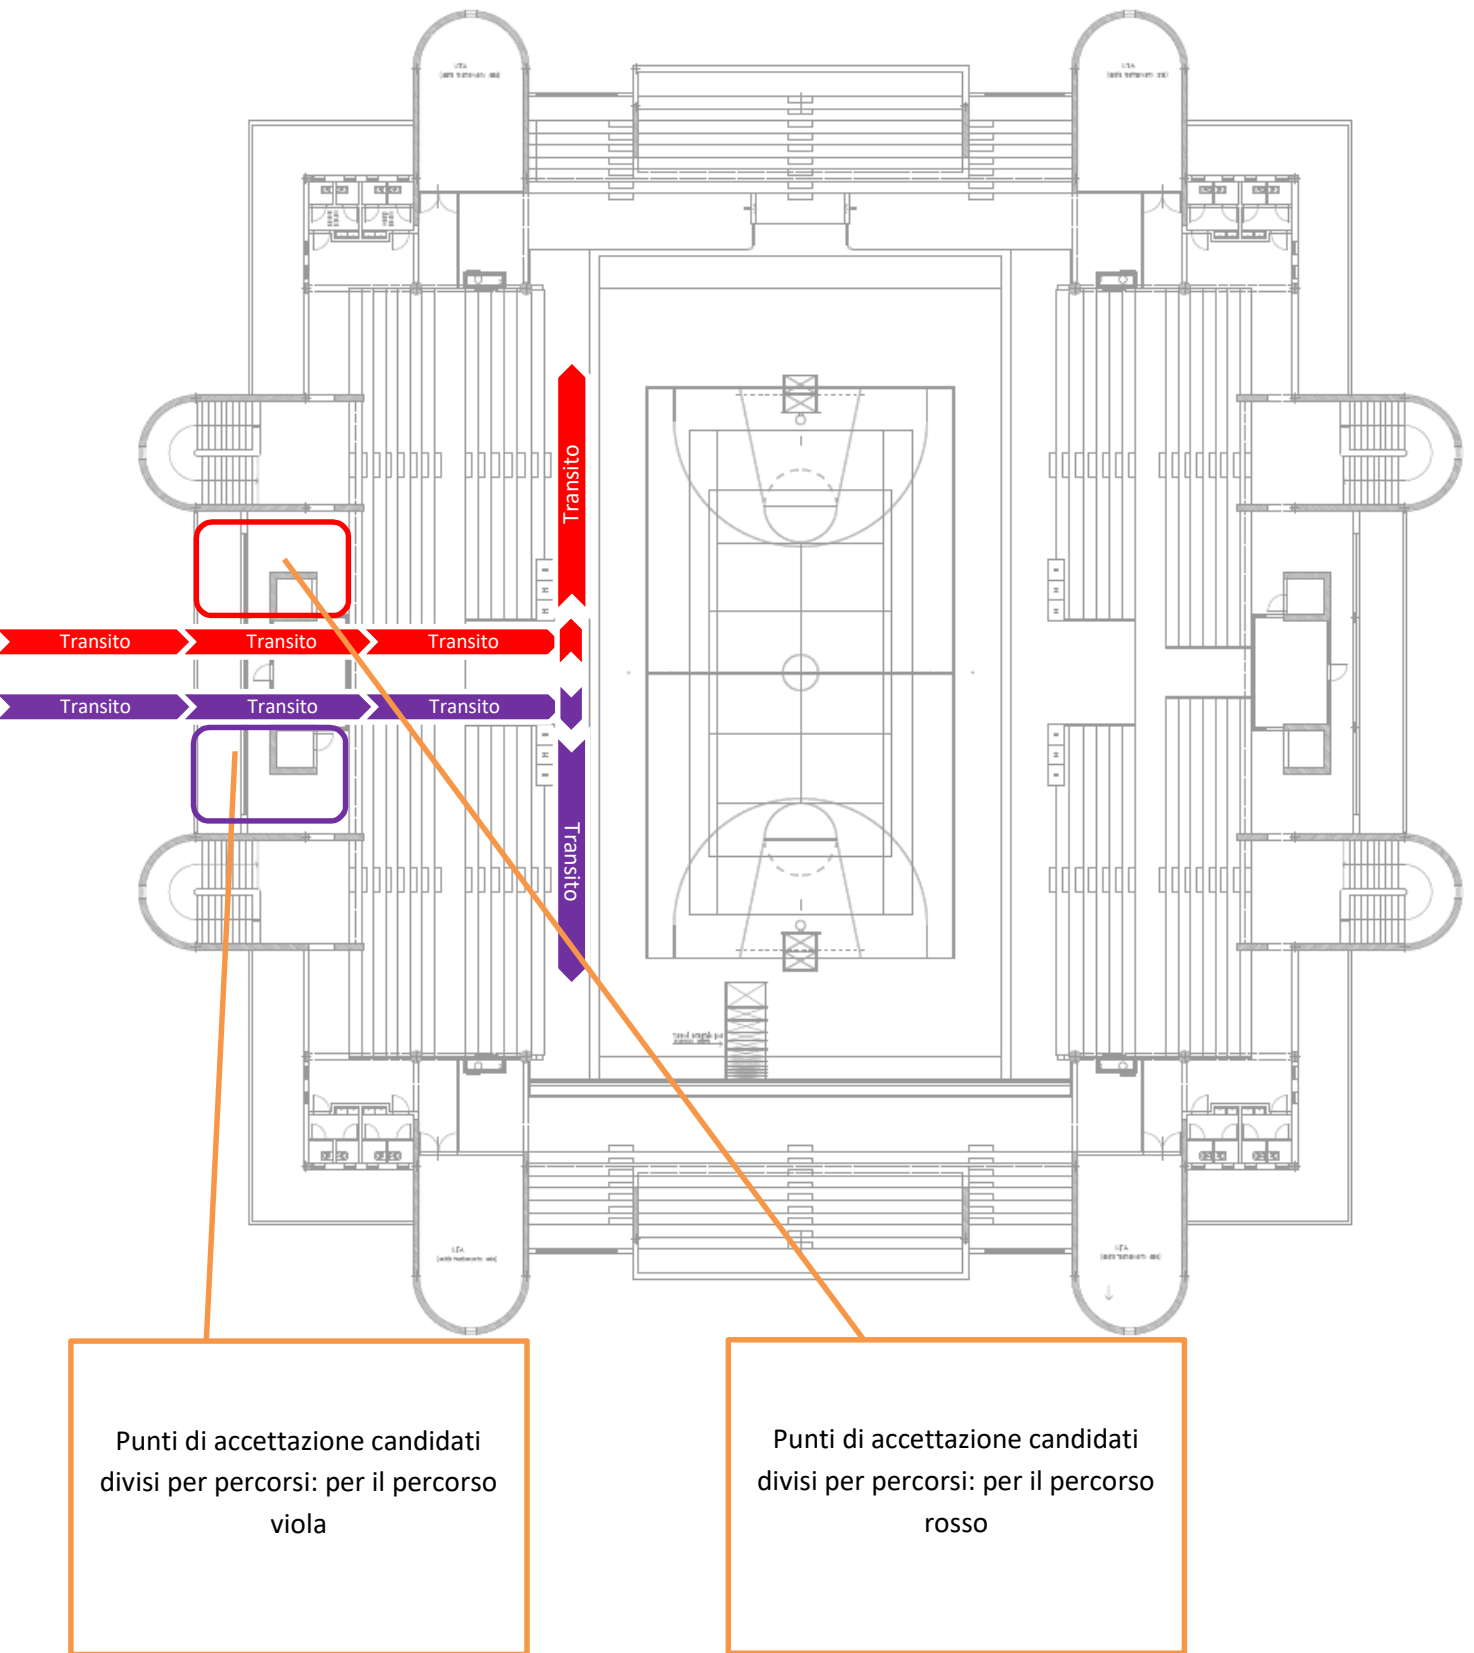 Transito
Transito
Transito
Transito
Transito
Transito
Transito
Transito
Punti di accettazione candidati
divisi per percorsi: per il percorso
viola
Punti di accettazione candidati
divisi per percorsi: per il percorso
rosso